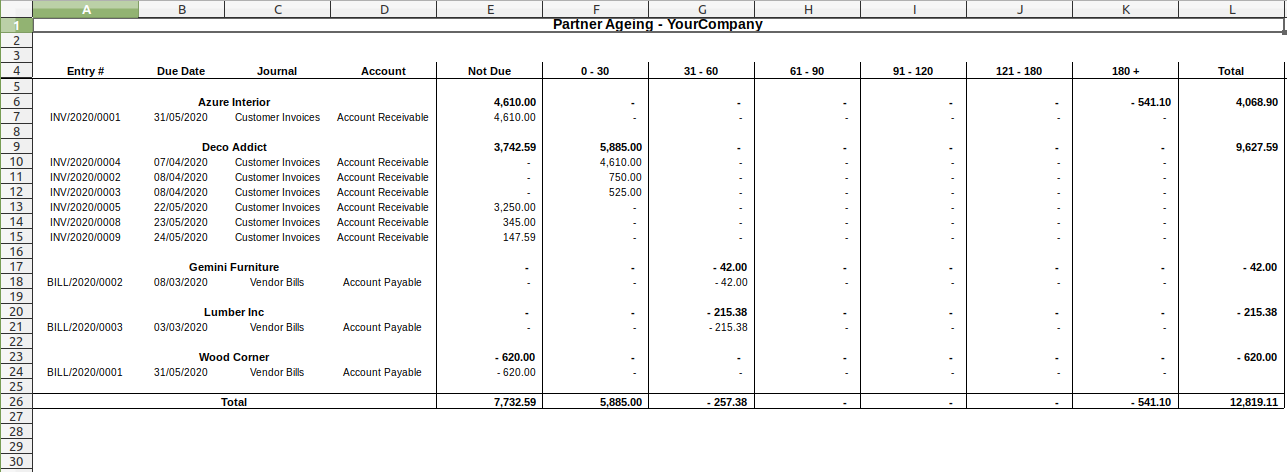 A B C D E F G H I J K L
1 Partner Ageing - YourCompany
2
3
4 Entry # Due Date Journal Account Not Due 0 - 30 31 - 60 61 - 90 91 - 120 121 - 180 180 + Total
5
6 Azure Interior 4,610.00 - - - - - - 541.10 4,068.90
7 INV/2020/0001 31/05/2020 Customer Invoices Account Receivable 4,610.00 - - - - - -
8
9 Deco Addict 3,742.59 5,885.00 - - - - - 9,627.59
10 INV/2020/0004 07/04/2020 Customer Invoices Account Receivable - 4,610.00 - - - - -
11 INV/2020/0002 08/04/2020 Customer Invoices Account Receivable - 750.00 - - - - -
12 INV/2020/0003 08/04/2020 Customer Invoices Account Receivable - 525.00 - - - - -
13 INV/2020/0005 22/05/2020 Customer Invoices Account Receivable 3,250.00 - - - - - -
14 INV/2020/0008 23/05/2020 Customer Invoices Account Receivable 345.00 - - - - - -
15 INV/2020/0009 24/05/2020 Customer Invoices Account Receivable 147.59 - - - - - -
16
17 Gemini Furniture - - - 42.00 - - - - - 42.00
18 BILL/2020/0002 08/03/2020 Vendor Bills Account Payable - - - 42.00 - - - -
19
20 Lumber Inc - - - 215.38 - - - - - 215.38
21 BILL/2020/0003 03/03/2020 Vendor Bills Account Payable - - - 215.38 - - - -
22
23 Wood Corner - 620.00 - - - - - - - 620.00
24 BILL/2020/0001 31/05/2020 Vendor Bills Account Payable - 620.00 - - - - - -
25
26 Total 7,732.59 5,885.00 - 257.38 - - - - 541.10 12,819.11
27
28
29
30